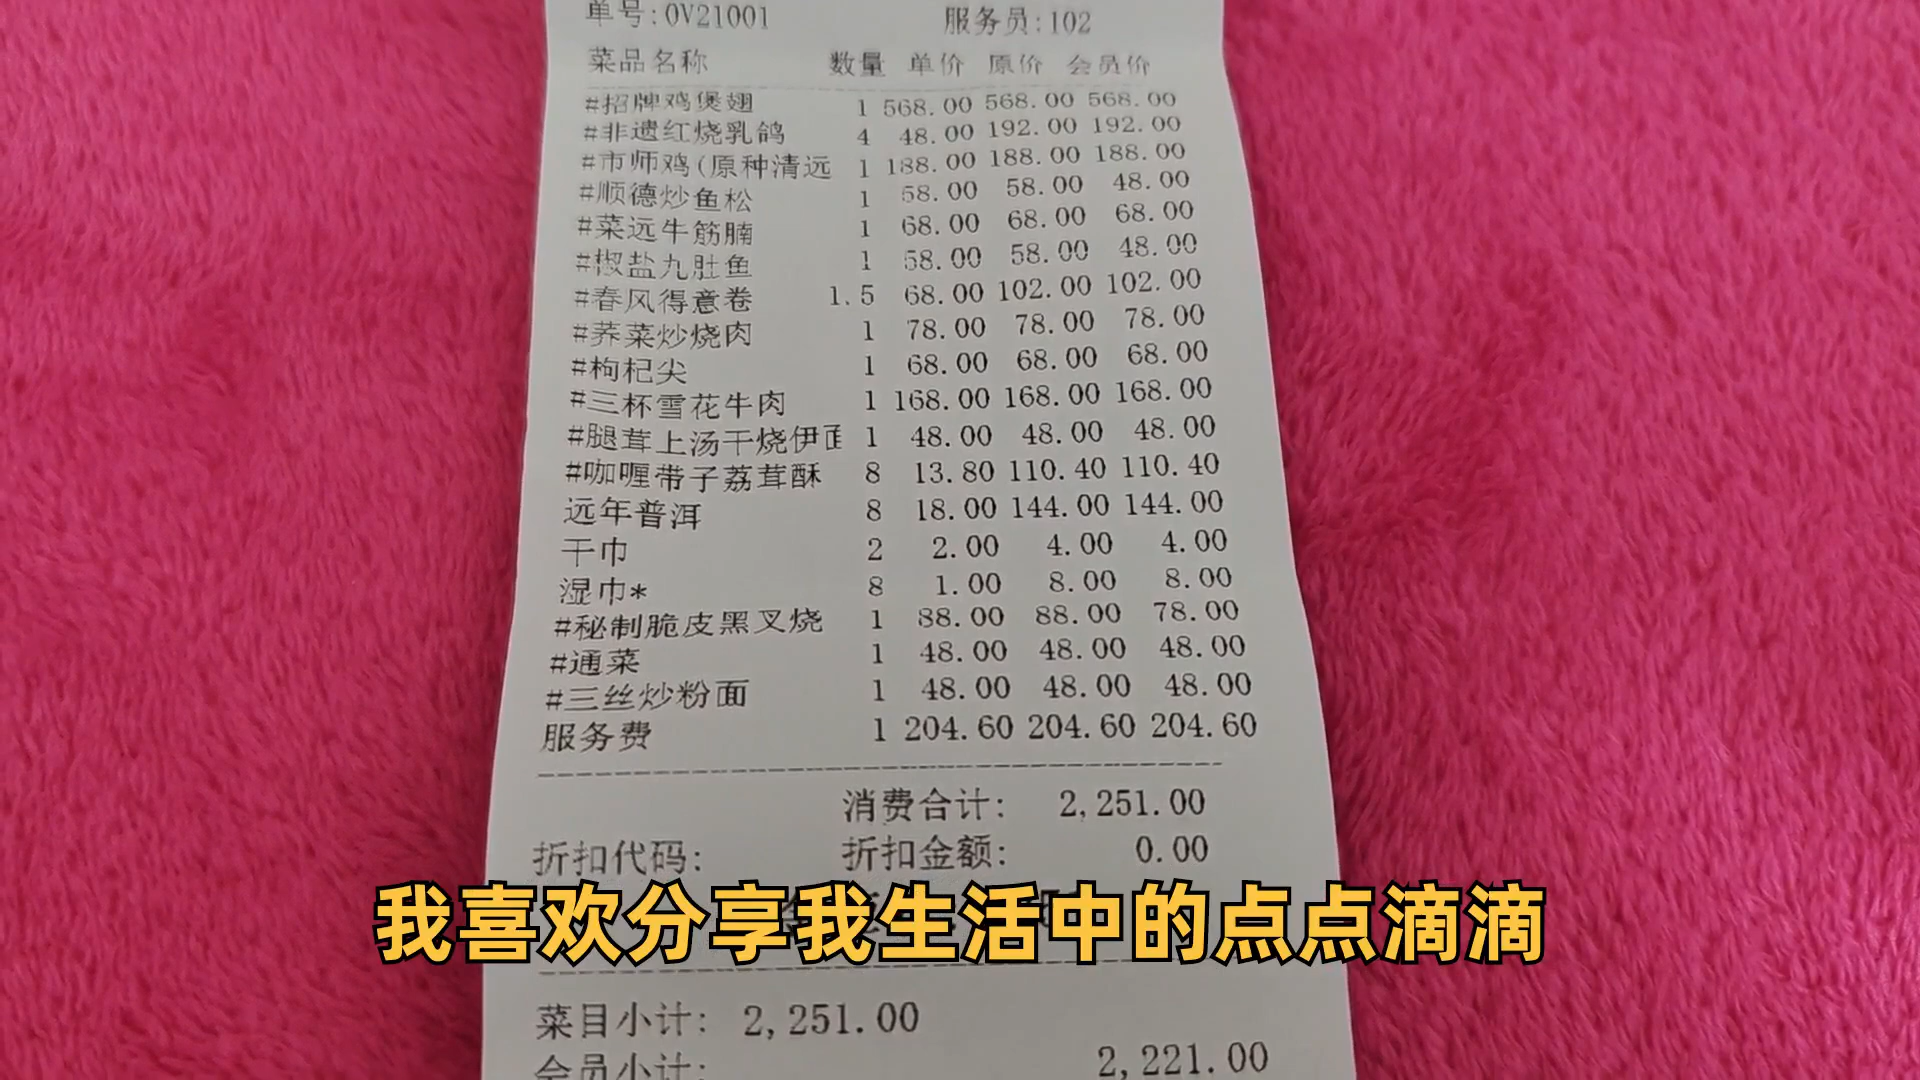 单号:0V21001 服务员:102
菜品名称 数量 单价 原价 会员价
#招牌鸡煲翅 1 568.00 568.00 568.00
#非遗红烧乳鸽 4 48.00 192.00 192.00
#市师鸡(原种清远 1 188.00 188.00 188.00
#顺德炒鱼松 1 58.00 58.00 48.00
#菜远牛筋腩 1 68.00 68.00 68.00
#椒盐九肚鱼 1 58.00 58.00 48.00
#春风得意卷 1.5 68.00 102.00 102.00
#荞菜炒烧肉 1 78.00 78.00 78.00
#枸杞尖 1 68.00 68.00 68.00
#三杯雪花牛肉 1 168.00 168.00 168.00
#腿茸上汤干烧伊面 1 48.00 48.00 48.00
#咖喱带子荔茸酥 8 13.80 110.40 110.40
远年普洱 8 18.00 144.00 144.00
干巾 2 2.00 4.00 4.00
湿巾* 8 1.00 8.00 8.00
#秘制脆皮黑叉烧 1 88.00 88.00 78.00
#通菜 1 48.00 48.00 48.00
#三丝炒粉面 1 48.00 48.00 48.00
服务费 1 204.60 204.60 204.60
消费合计: 2,251.00
折扣代码: 折扣金额: 0.00
我喜欢分享我生活中的点点滴滴
菜目小计: 2,251.00
会员小计: 2,221.00